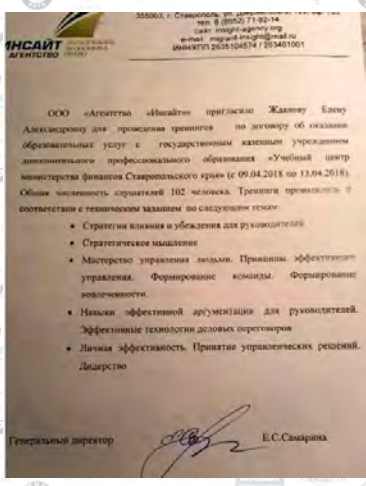 355003, г. Ставрополь, ул.
тел. 8 (8652) 71-92-14
сайт: insight-agency.org
e-mail: migrant-insight@mail.ru
ИНН/КПП 2635104574 / 263401001
ИНСАЙТ
АГЕНТСТВО
ООО «Агентство «Инсайт» пригласило Жданову Елену
Александровну для проведения тренингов по договору об оказании
образовательных услуг с государственным казенным учреждением
дополнительного профессионального образования «Учебный центр
министерства финансов Ставропольского края» (с 09.04.2018 по 13.04.2018).
Общая численность слушателей 102 человека. Тренинги проводились в
соответствии с техническим заданием по следующим темам:
• Стратегии влияния и убеждения для руководителей
• Стратегическое мышление
• Мастерство управления людьми. Принципы эффективного
управления. Формирование команды. Формирование
вовлеченности.
• Навыки эффективной аргументации для руководителей.
Эффективные технологии деловых переговоров
• Личная эффективность. Принятие управленческих решений.
Лидерство
Генеральный директор Е.С.Самарина